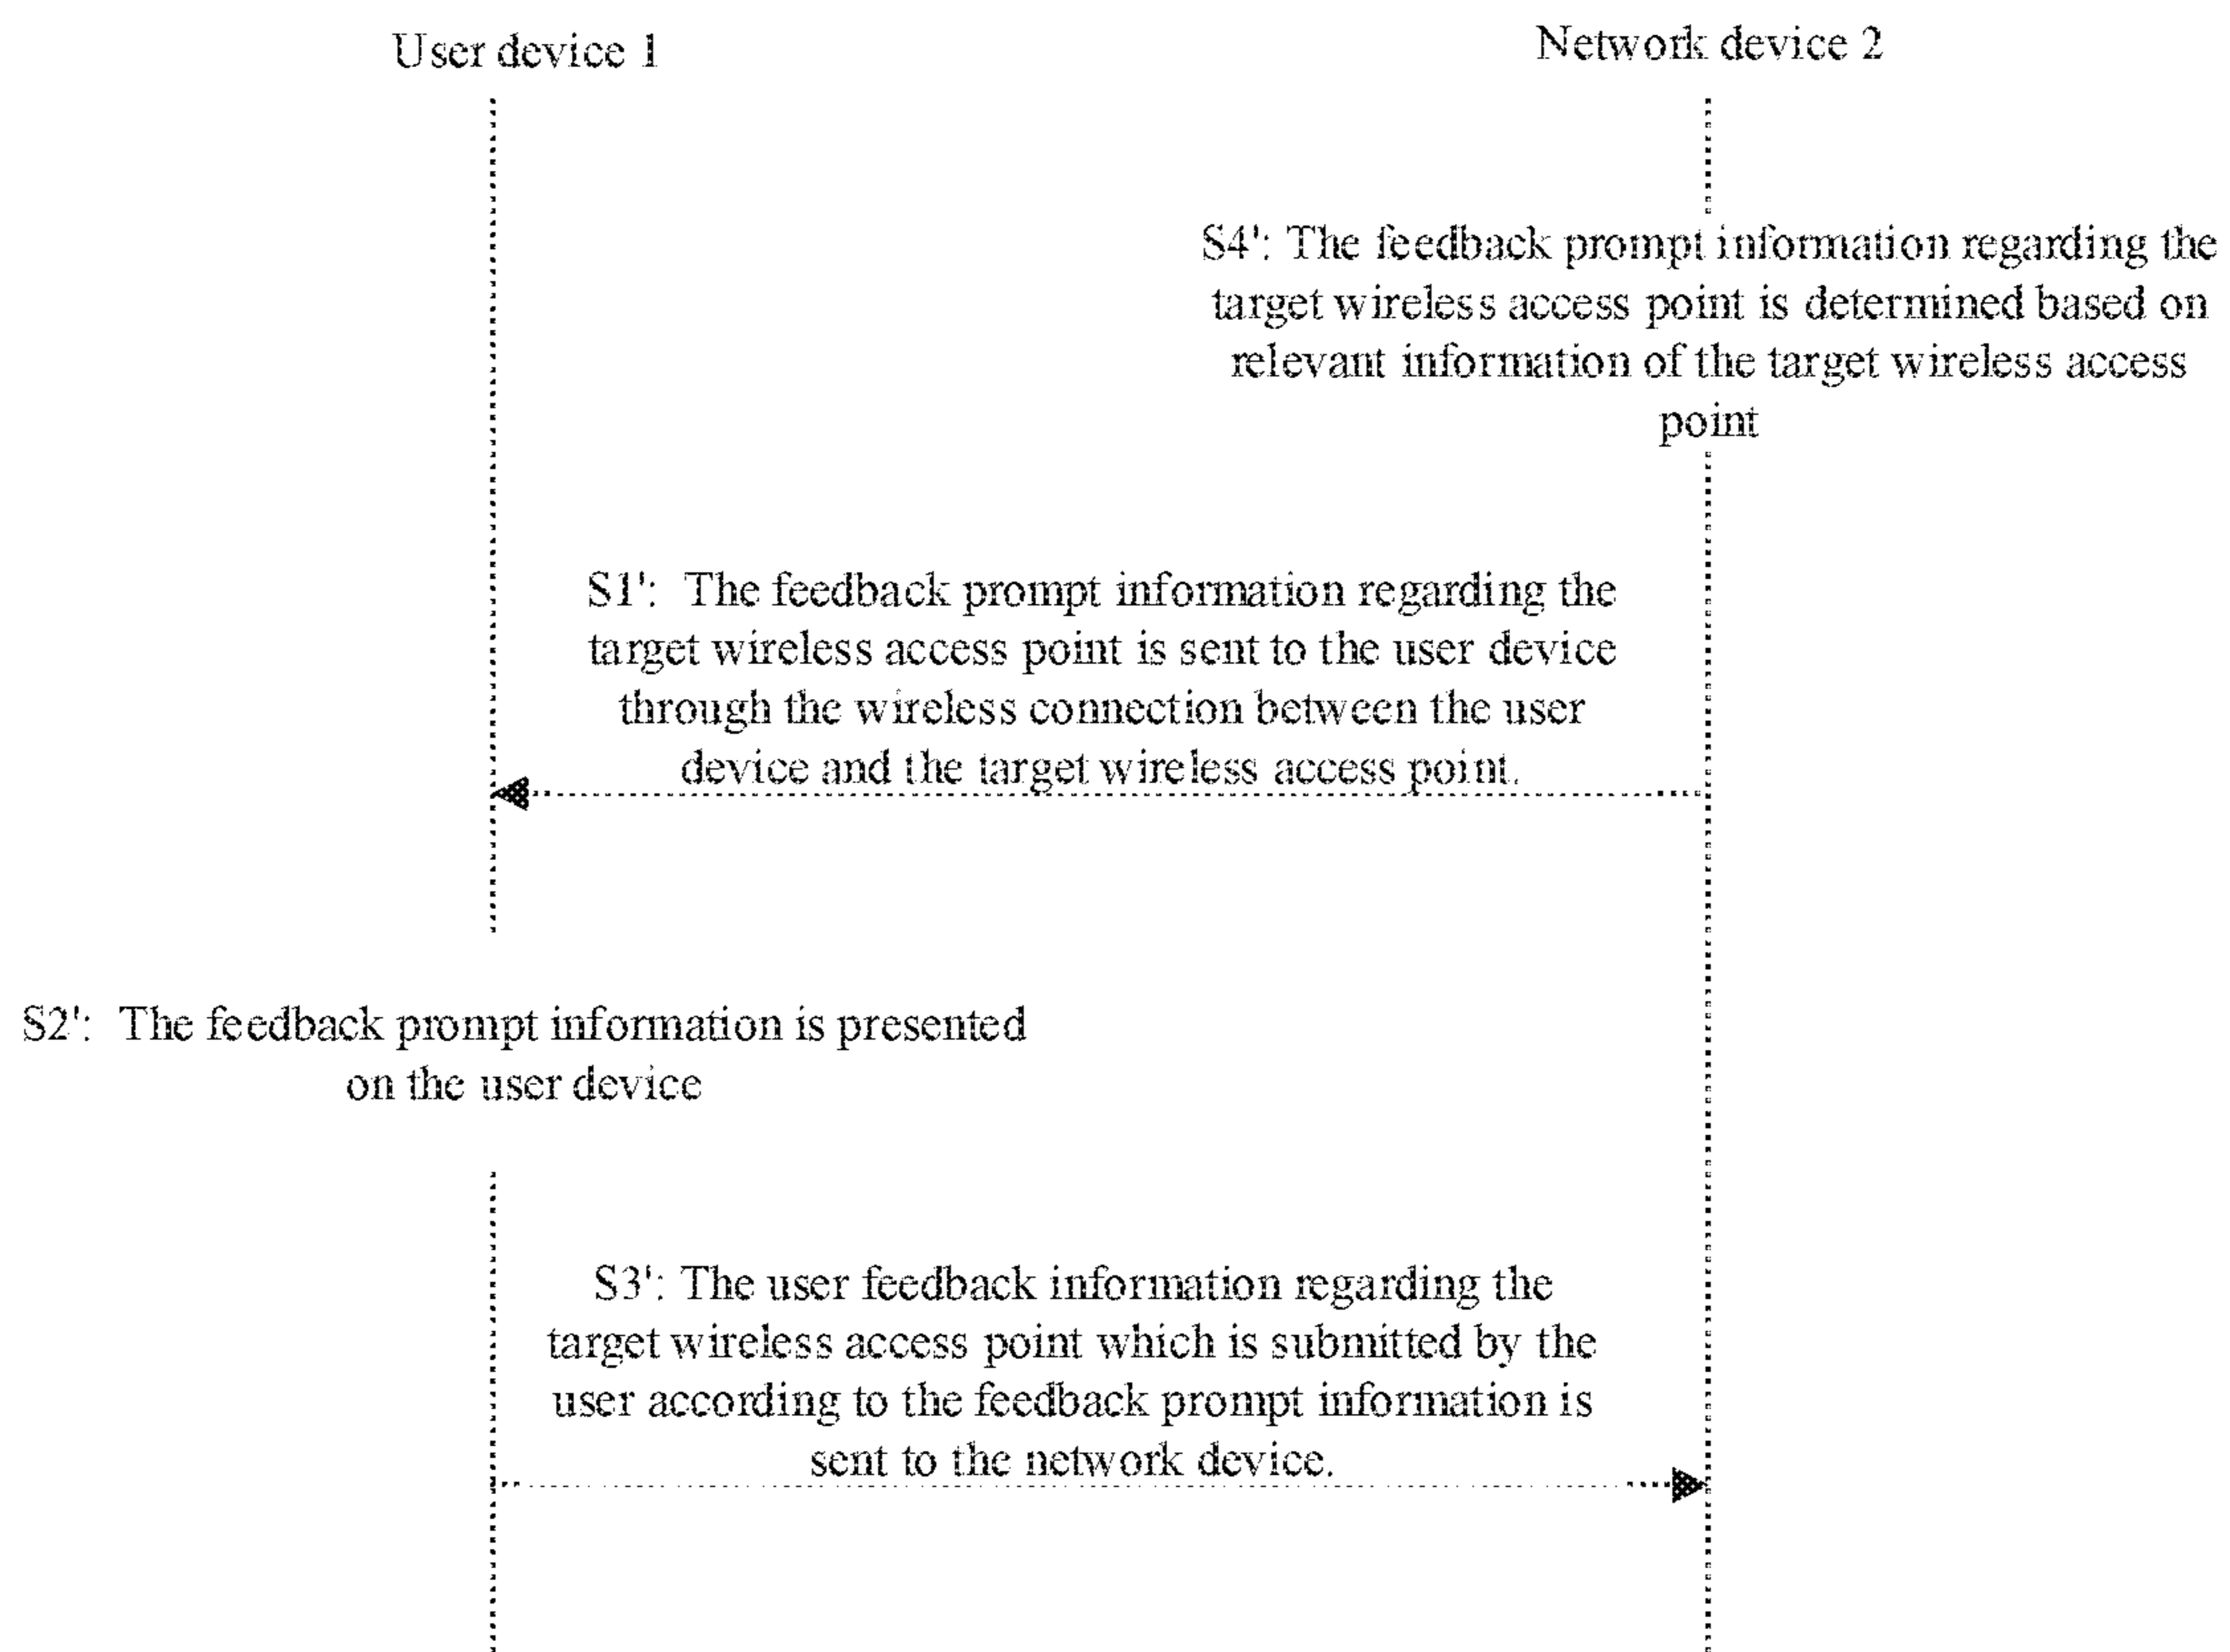 User device 1
Network device 2
S4': The feedback prompt information regarding the
target wireless access point is determined based on
relevant information of the target wireless access
point
S1': The feedback prompt information regarding the
target wireless access point is sent to the user device
through the wireless connection between the user
device and the target wireless access point.
S2': The feedback prompt information is presented
on the user device
S3': The user feedback information regarding the
target wireless access point which is submitted by the
user according to the feedback prompt information is
sent to the network device.